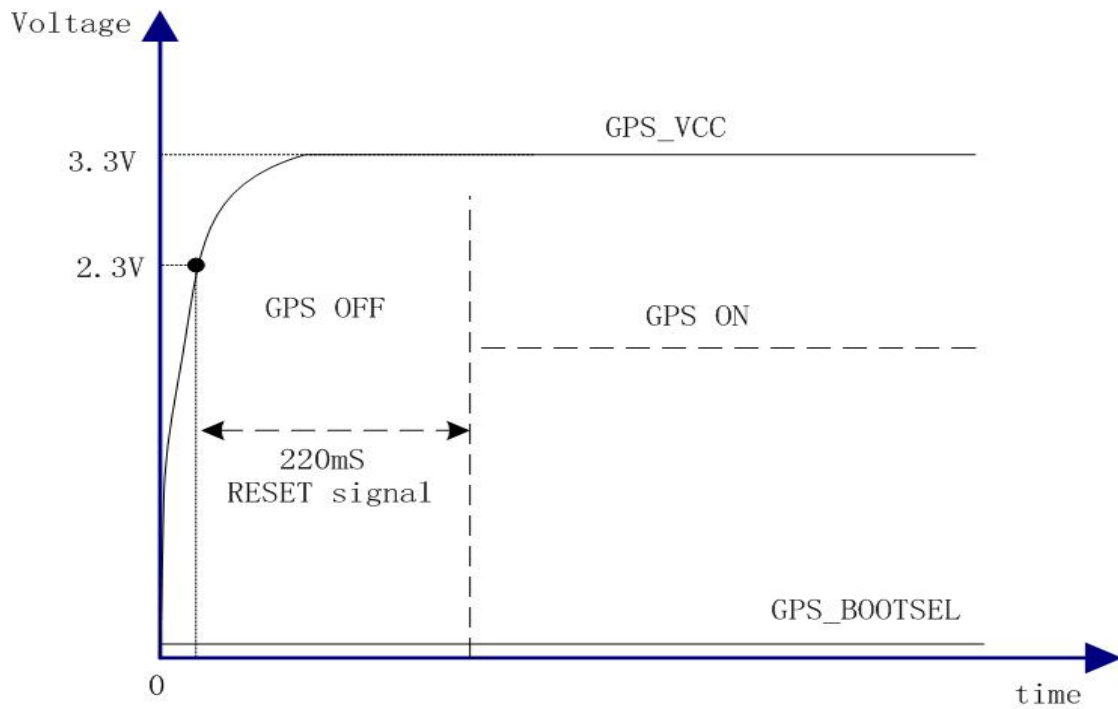 Voltage
GPS_VCC
3.3V
2.3V
GPS OFF
GPS ON
220mS
RESET signal
GPS_BOOTSEL
0
time